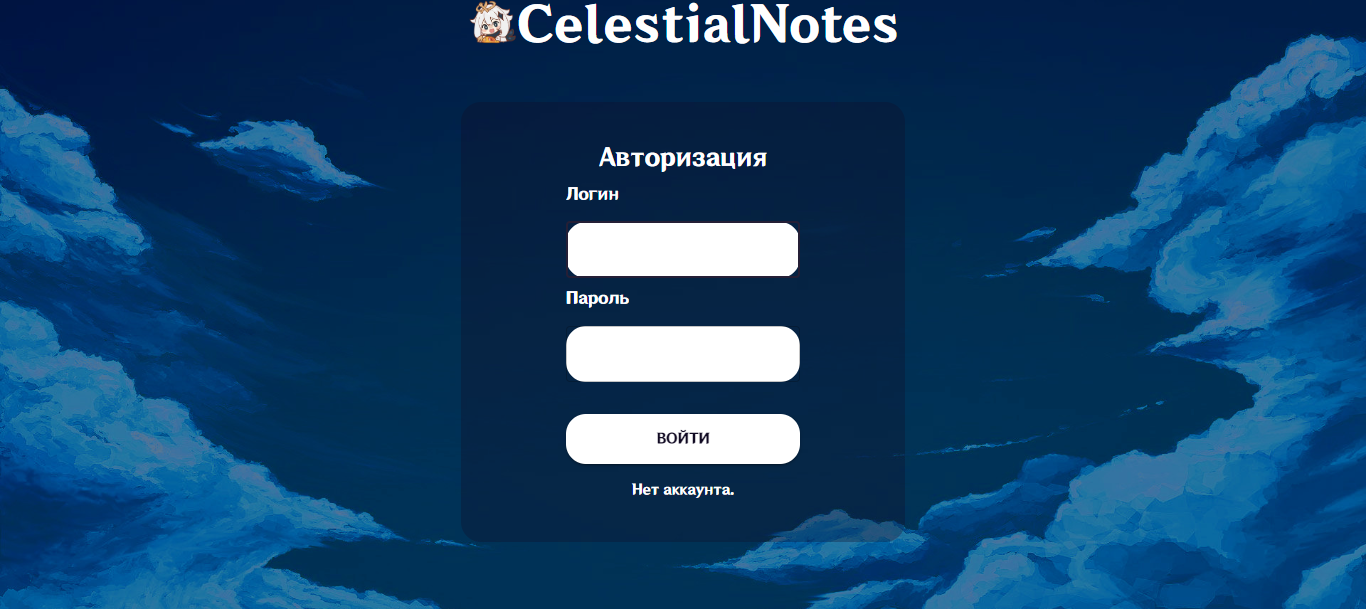 CelestialNotes
Авторизация
Логин
Пароль
ВОЙТИ
Нет аккаунта.